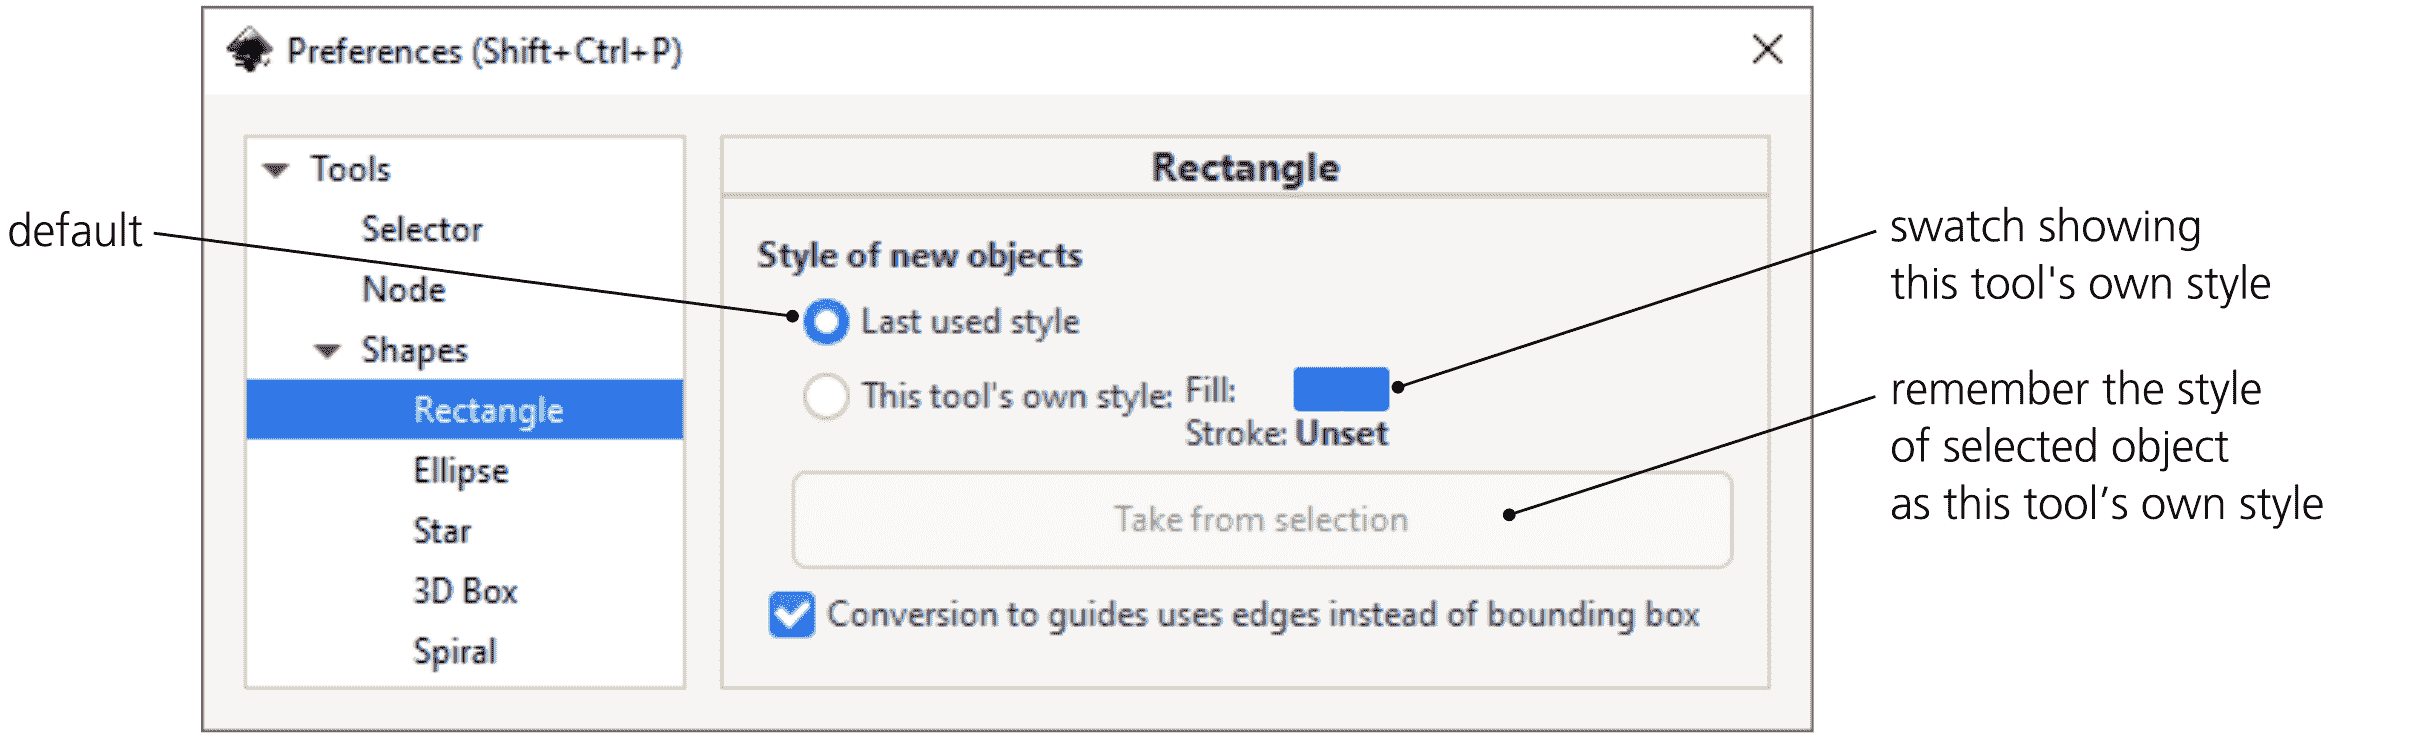 Preferences (Shift+Ctrl+P)
Tools
Selector
Node
Shapes
Rectangle
Ellipse
Star
3D Box
Spiral
Rectangle
Style of new objects
Last used style
This tool's own style: Fill:
Stroke: Unset
Take from selection
Conversion to guides uses edges instead of bounding box
default
swatch showing
this tool's own style
remember the style
of selected object
as this tool’s own style